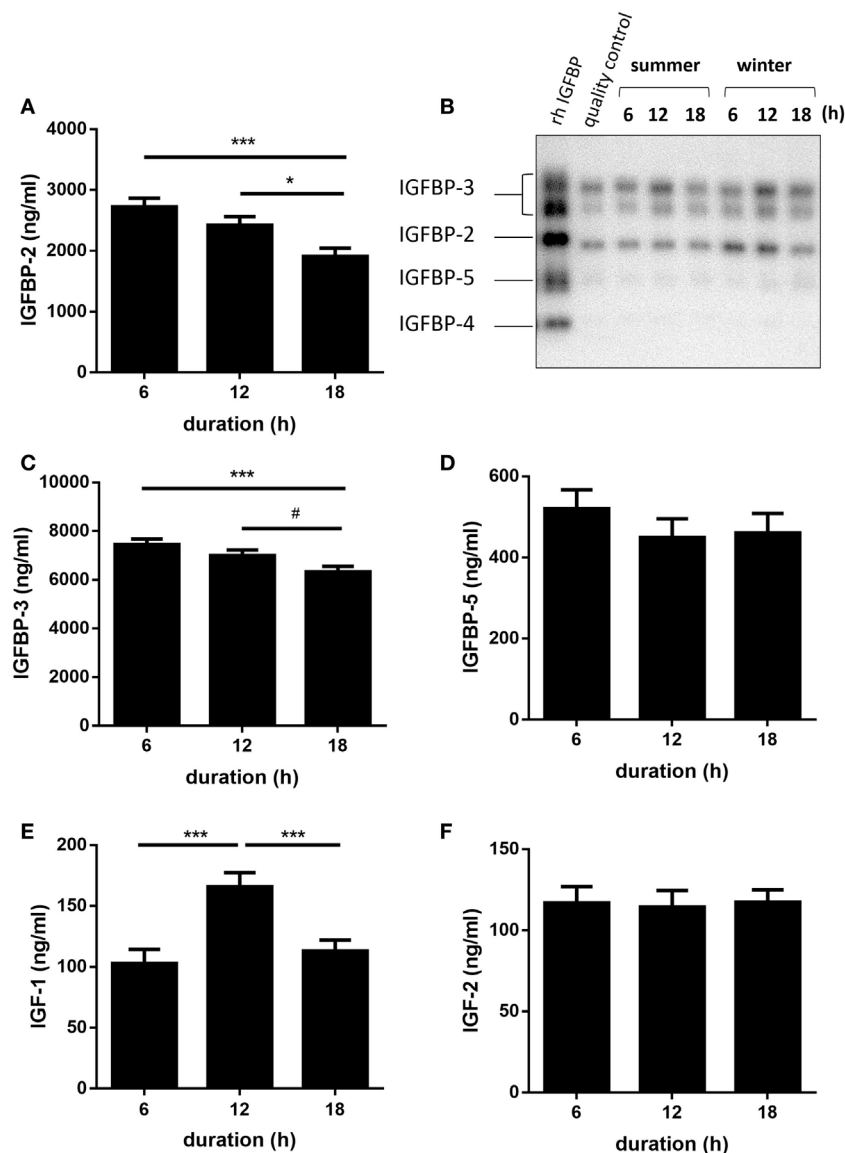 A
IGFBP-2 (ng/ml)
4000
3000
2000
1000
0
***
*
6 12 18
duration (h)
B
rh IGFBP
quality control
summer winter
6 12 18 6 12 18 (h)
IGFBP-3
IGFBP-2
IGFBP-5
IGFBP-4
C
IGFBP-3 (ng/ml)
10000
8000
6000
4000
2000
0
***
#
6 12 18
duration (h)
D
IGFBP-5 (ng/ml)
600
400
200
0
6 12 18
duration (h)
E
IGF-1 (ng/ml)
200
150
100
50
0
*** ***
6 12 18
duration (h)
F
IGF-2 (ng/ml)
150
100
50
0
6 12 18
duration (h)